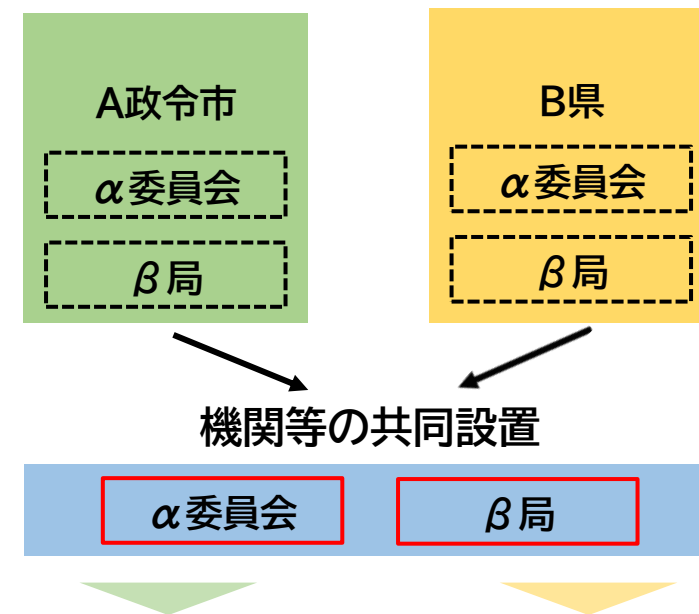 A政令市
α委員会
β局
B県
α委員会
β局
機関等の共同設置
α委員会
β局